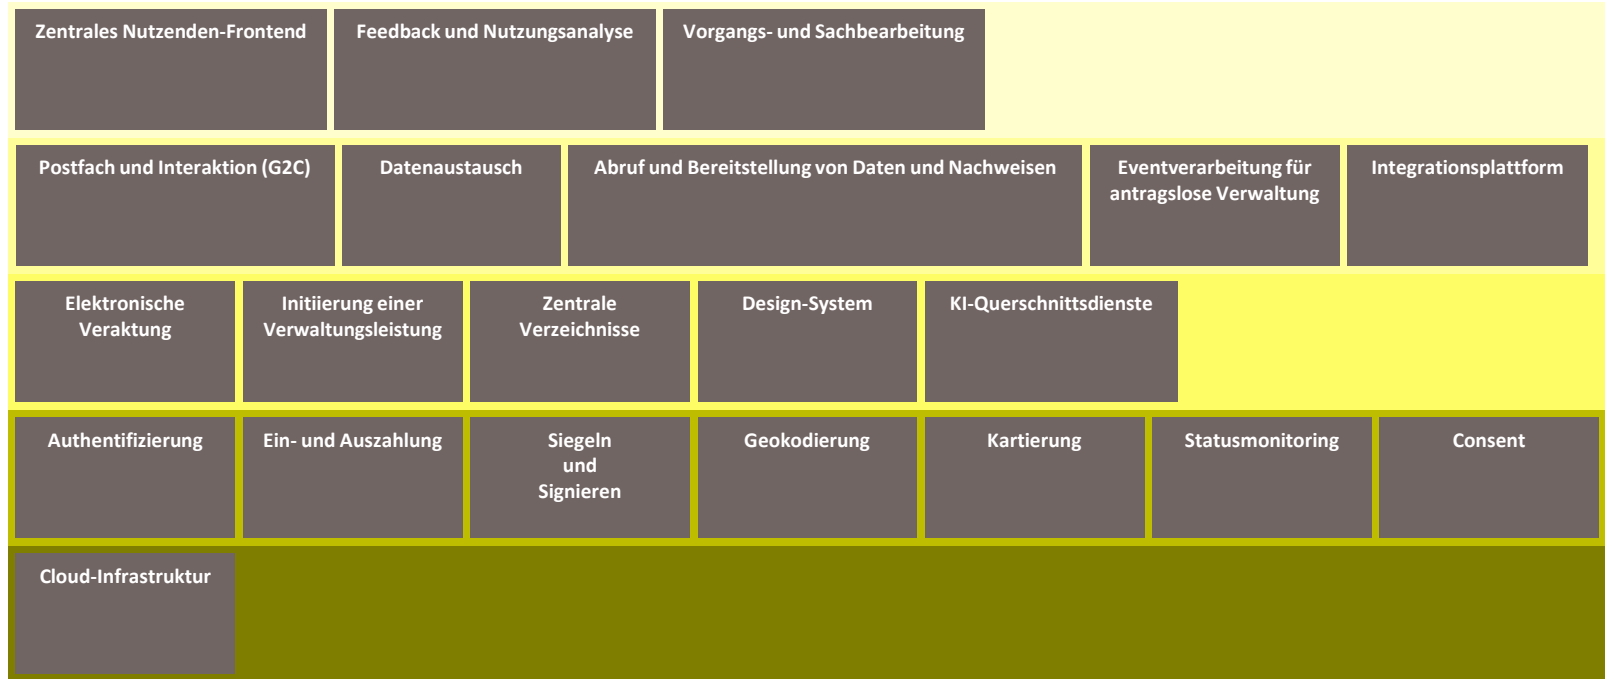 Zentrales Nutzenden-Frontend
Feedback und Nutzungsanalyse
Vorgangs- und Sachbearbeitung
Postfach und Interaktion (G2C)
Datenaustausch
Abruf und Bereitstellung von Daten und Nachweisen
Eventverarbeitung für
antragslose Verwaltung
Integrationsplattform
Elektronische
Veraktung
Initiierung einer
Verwaltungsleistung
Zentrale
Verzeichnisse
Design-System
KI-Querschnittsdienste
Authentifizierung
Ein- und Auszahlung
Siegeln
und
Signieren
Geokodierung
Kartierung
Statusmonitoring
Consent
Cloud-Infrastruktur